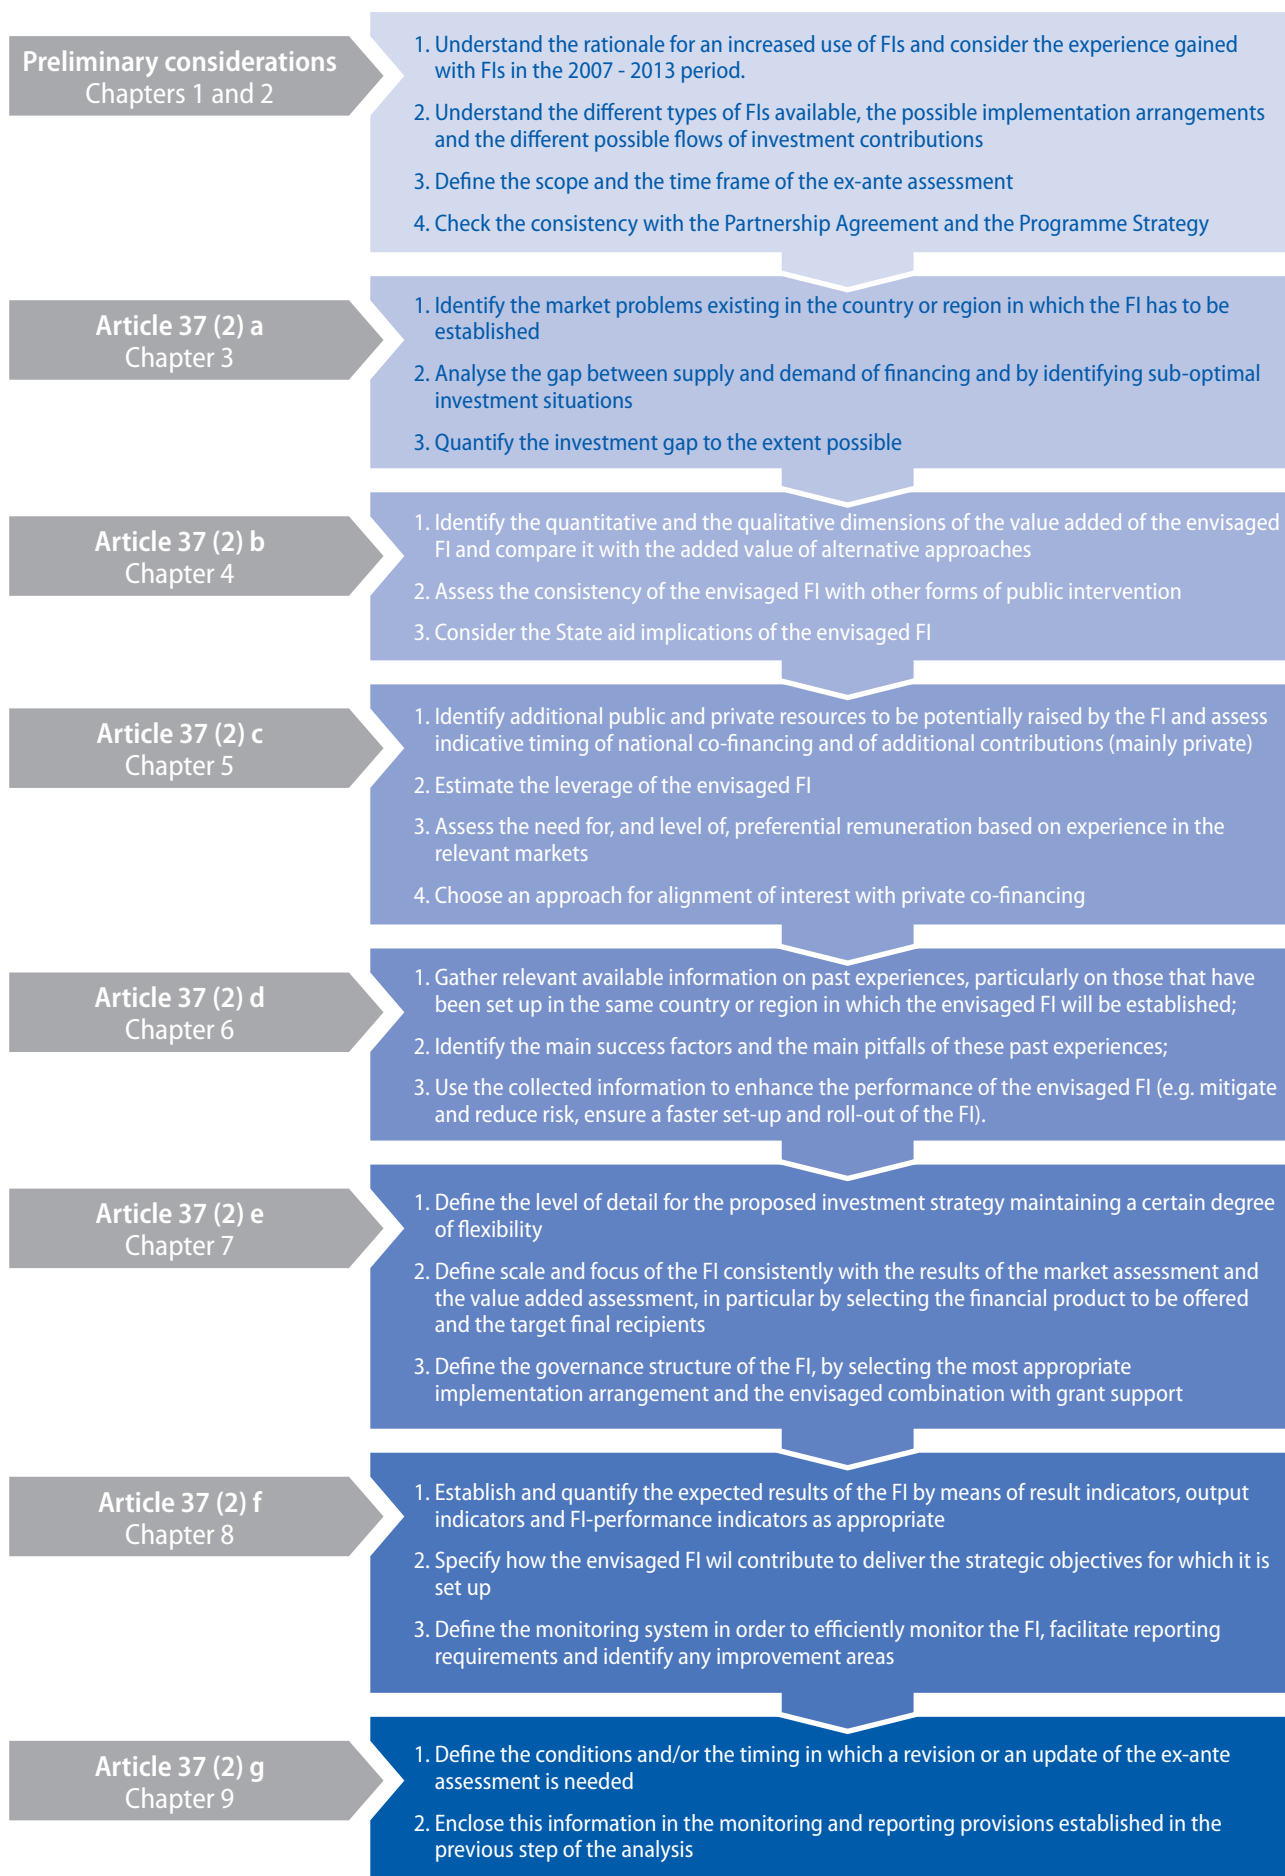 Preliminary considerations
Chapters 1 and 2
1. Understand the rationale for an increased use of FIs and consider the experience gained
with FIs in the 2007 - 2013 period.
2. Understand the different types of FIs available, the possible implementation arrangements
and the different possible flows of investment contributions
3. Define the scope and the time frame of the ex-ante assessment
4. Check the consistency with the Partnership Agreement and the Programme Strategy
Article 37 (2) a
Chapter 3
1. Identify the market problems existing in the country or region in which the FI has to be
established
2. Analyse the gap between supply and demand of financing and by identifying sub-optimal
investment situations
3. Quantify the investment gap to the extent possible
Article 37 (2) b
Chapter 4
1. Identify the quantitative and the qualitative dimensions of the value added of the envisaged
FI and compare it with the added value of alternative approaches
2. Assess the consistency of the envisaged FI with other forms of public intervention
3. Consider the State aid implications of the envisaged FI
Article 37 (2) c
Chapter 5
1. Identify additional public and private resources to be potentially raised by the FI and assess
indicative timing of national co-financing and of additional contributions (mainly private)
2. Estimate the leverage of the envisaged FI
3. Assess the need for, and level of, preferential remuneration based on experience in the
relevant markets
4. Choose an approach for alignment of interest with private co-financing
Article 37 (2) d
Chapter 6
1. Gather relevant available information on past experiences, particularly on those that have
been set up in the same country or region in which the envisaged FI will be established;
2. Identify the main success factors and the main pitfalls of these past experiences;
3. Use the collected information to enhance the performance of the envisaged FI (e.g. mitigate
and reduce risk, ensure a faster set-up and roll-out of the FI).
Article 37 (2) e
Chapter 7
1. Define the level of detail for the proposed investment strategy maintaining a certain degree
of flexibility
2. Define scale and focus of the FI consistently with the results of the market assessment and
the value added assessment, in particular by selecting the financial product to be offered
and the target final recipients
3. Define the governance structure of the FI, by selecting the most appropriate
implementation arrangement and the envisaged combination with grant support
Article 37 (2) f
Chapter 8
1. Establish and quantify the expected results of the FI by means of result indicators, output
indicators and FI-performance indicators as appropriate
2. Specify how the envisaged FI wil contribute to deliver the strategic objectives for which it is
set up
3. Define the monitoring system in order to efficiently monitor the FI, facilitate reporting
requirements and identify any improvement areas
Article 37 (2) g
Chapter 9
1. Define the conditions and/or the timing in which a revision or an update of the ex-ante
assessment is needed
2. Enclose this information in the monitoring and reporting provisions established in the
previous step of the analysis